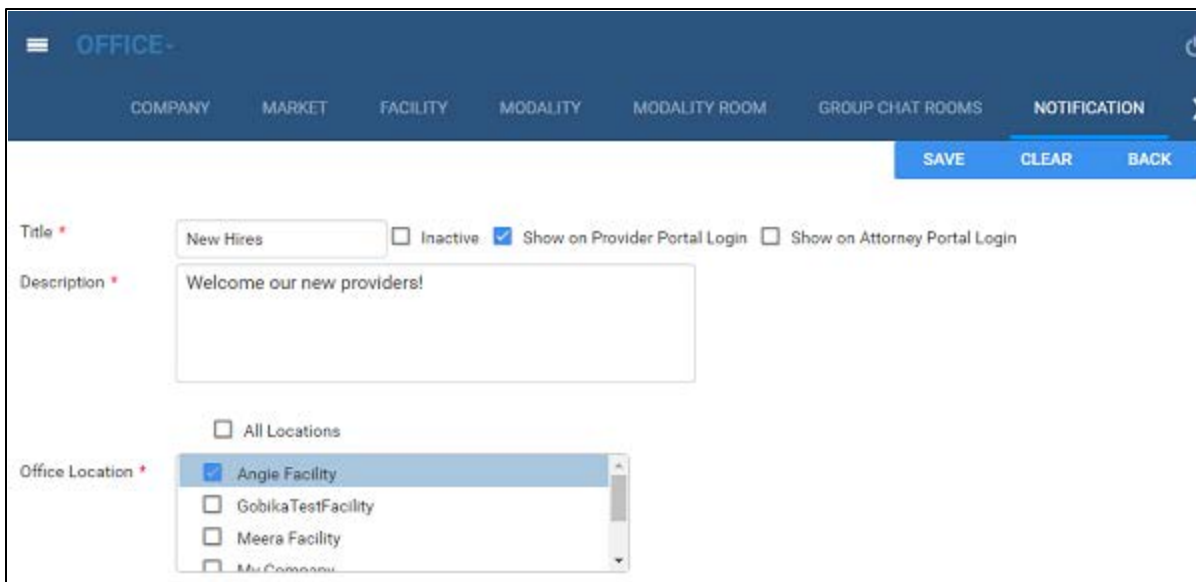 OFFICE-
COMPANY MARKET FACILITY MODALITY MODALITY ROOM GROUP CHAT ROOMS NOTIFICATION
SAVE CLEAR BACK
Title * New Hires Inactive Show on Provider Portal Login Show on Attorney Portal Login
Description * Welcome our new providers!
All Locations
Office Location * Angie Facility
GobikaTestFacility
Meera Facility
My Company